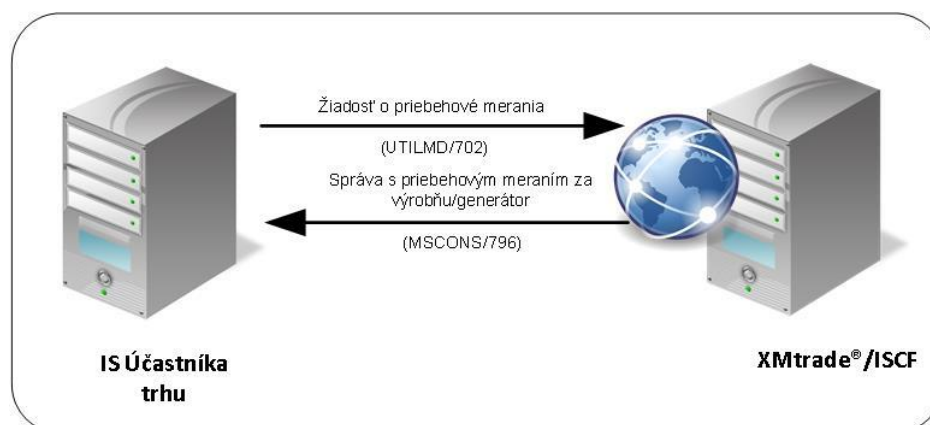 Žiadosť o priebehové merania
(UTILMD/702)
Správa s priebehovým meraním za
výrobňu/generátor
(MSCONS/796)
IS Účastníka
trhu
XMtrade®/ISCF